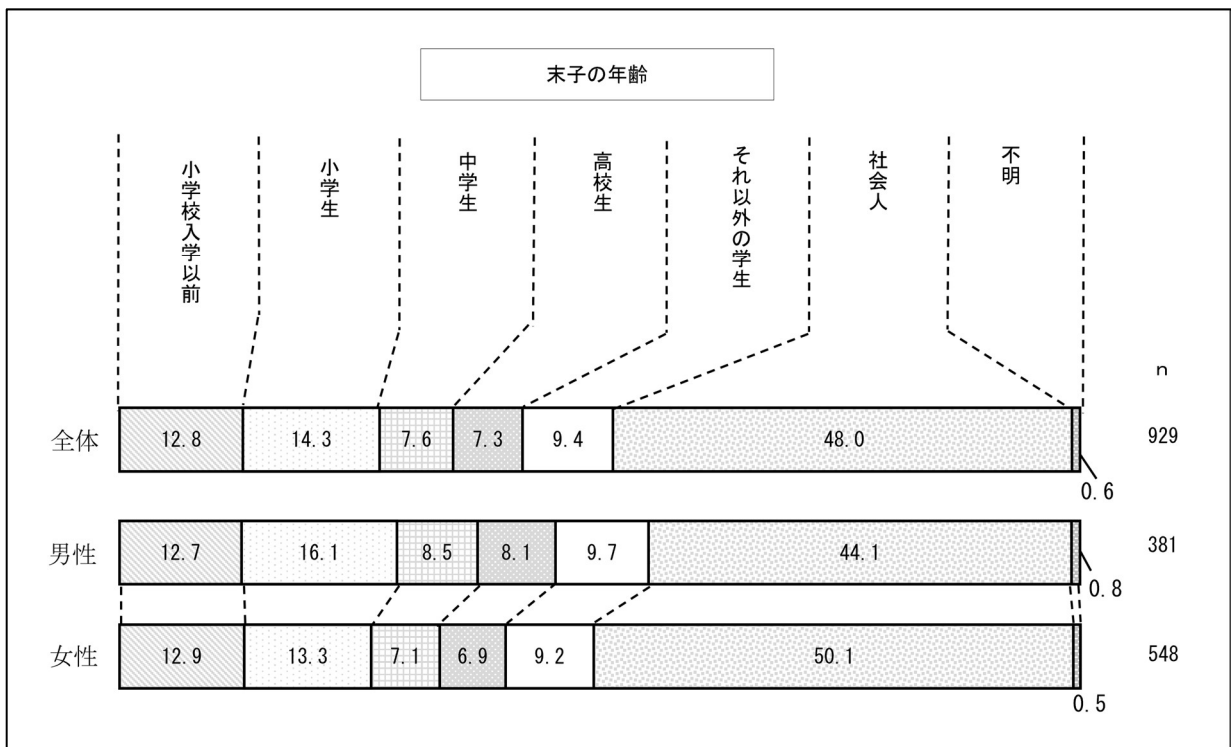 末子の年齢
小学校入学以前
小学生
中学生
高校生
それ以外の学生
社会人
不明
n
全体 12.8 14.3 7.6 7.3 9.4 48.0 0.6 929
男性 12.7 16.1 8.5 8.1 9.7 44.1 0.8 381
女性 12.9 13.3 7.1 6.9 9.2 50.1 0.5 548